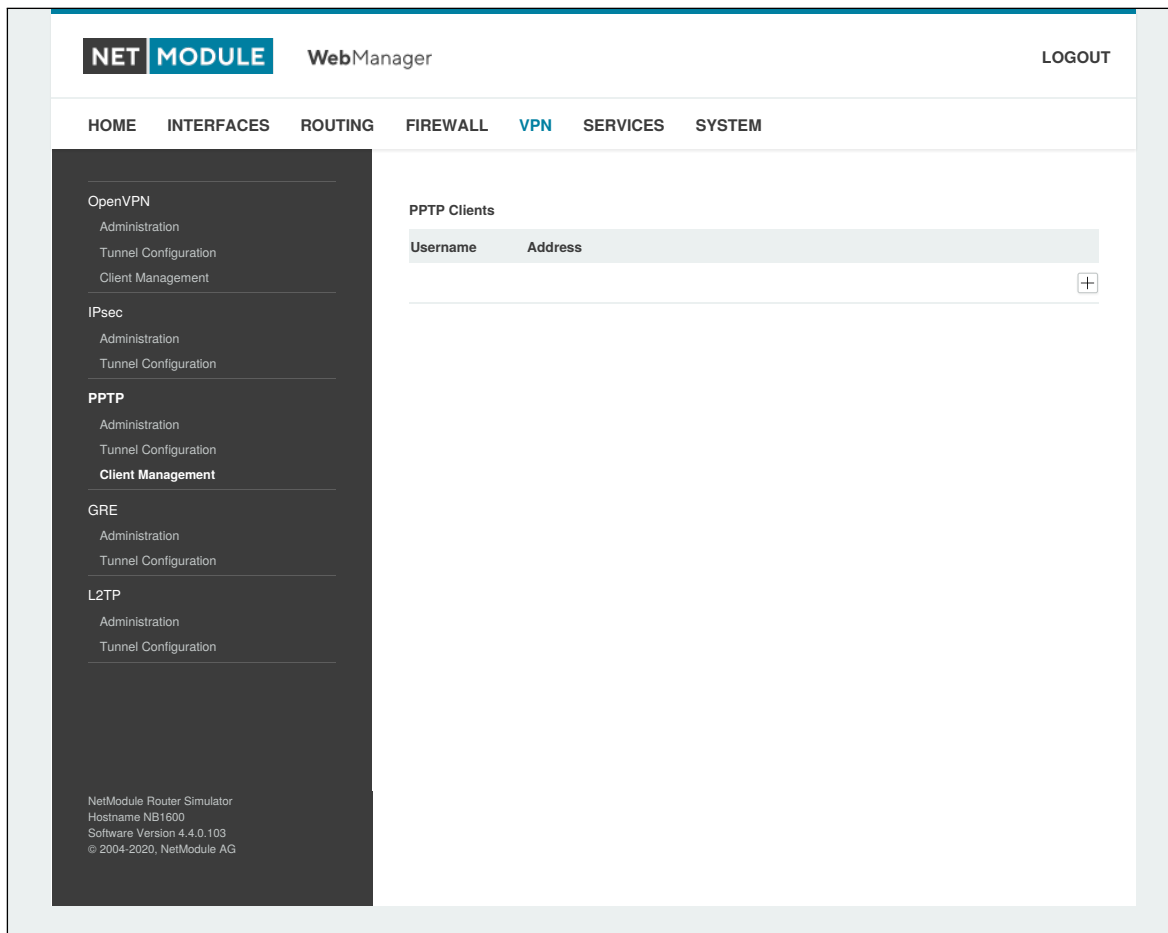 NET MODULE WebManager LOGOUT
HOME INTERFACES ROUTING FIREWALL VPN SERVICES SYSTEM
OpenVPN
Administration
Tunnel Configuration
Client Management
IPsec
Administration
Tunnel Configuration
PPTP
Administration
Tunnel Configuration
Client Management
GRE
Administration
Tunnel Configuration
L2TP
Administration
Tunnel Configuration
NetModule Router Simulator
Hostname NB1600
Software Version 4.4.0.103
© 2004-2020, NetModule AG
PPTP Clients
Username Address